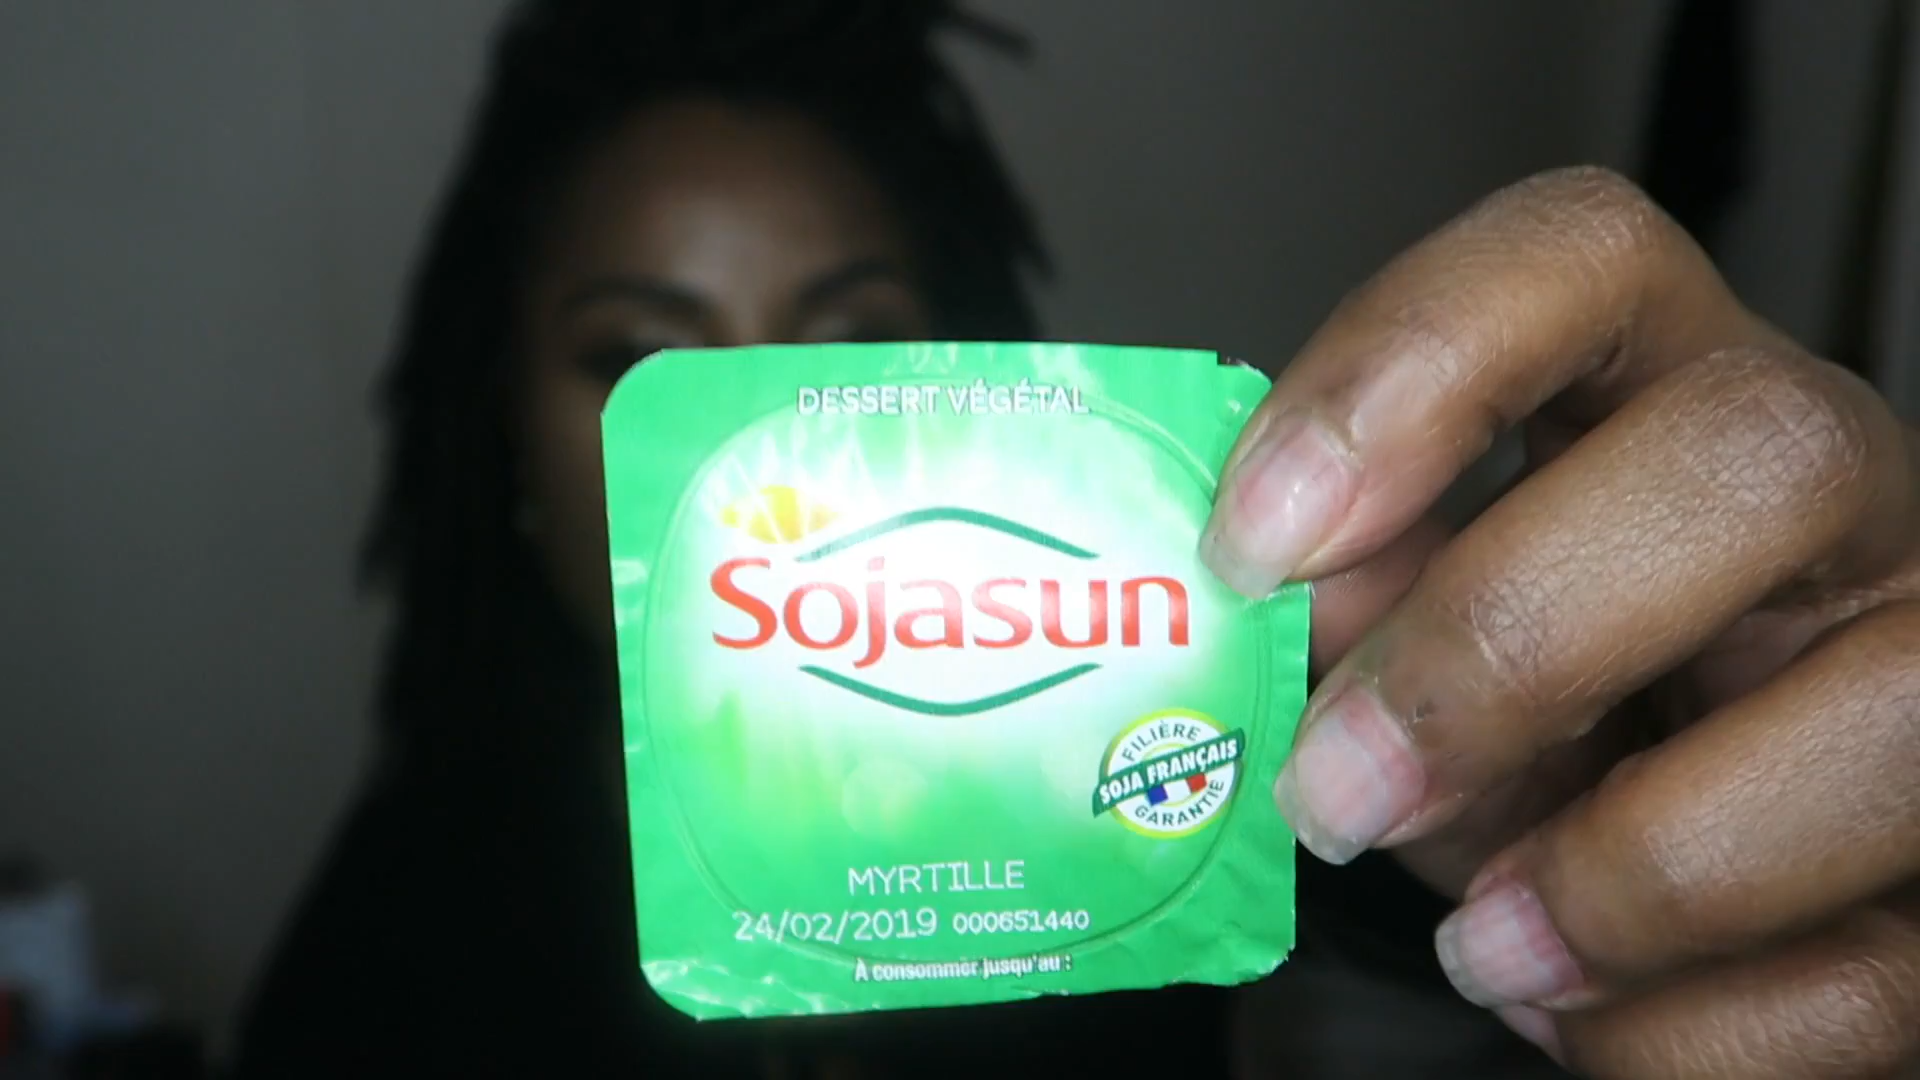 DESSERT VÉGÉTAL
Sojasun
FILIÈRE
SOJA FRANÇAIS
GARANTIE
MYRTILLE
24/02/2019 000651440
À consommer jusqu'au :